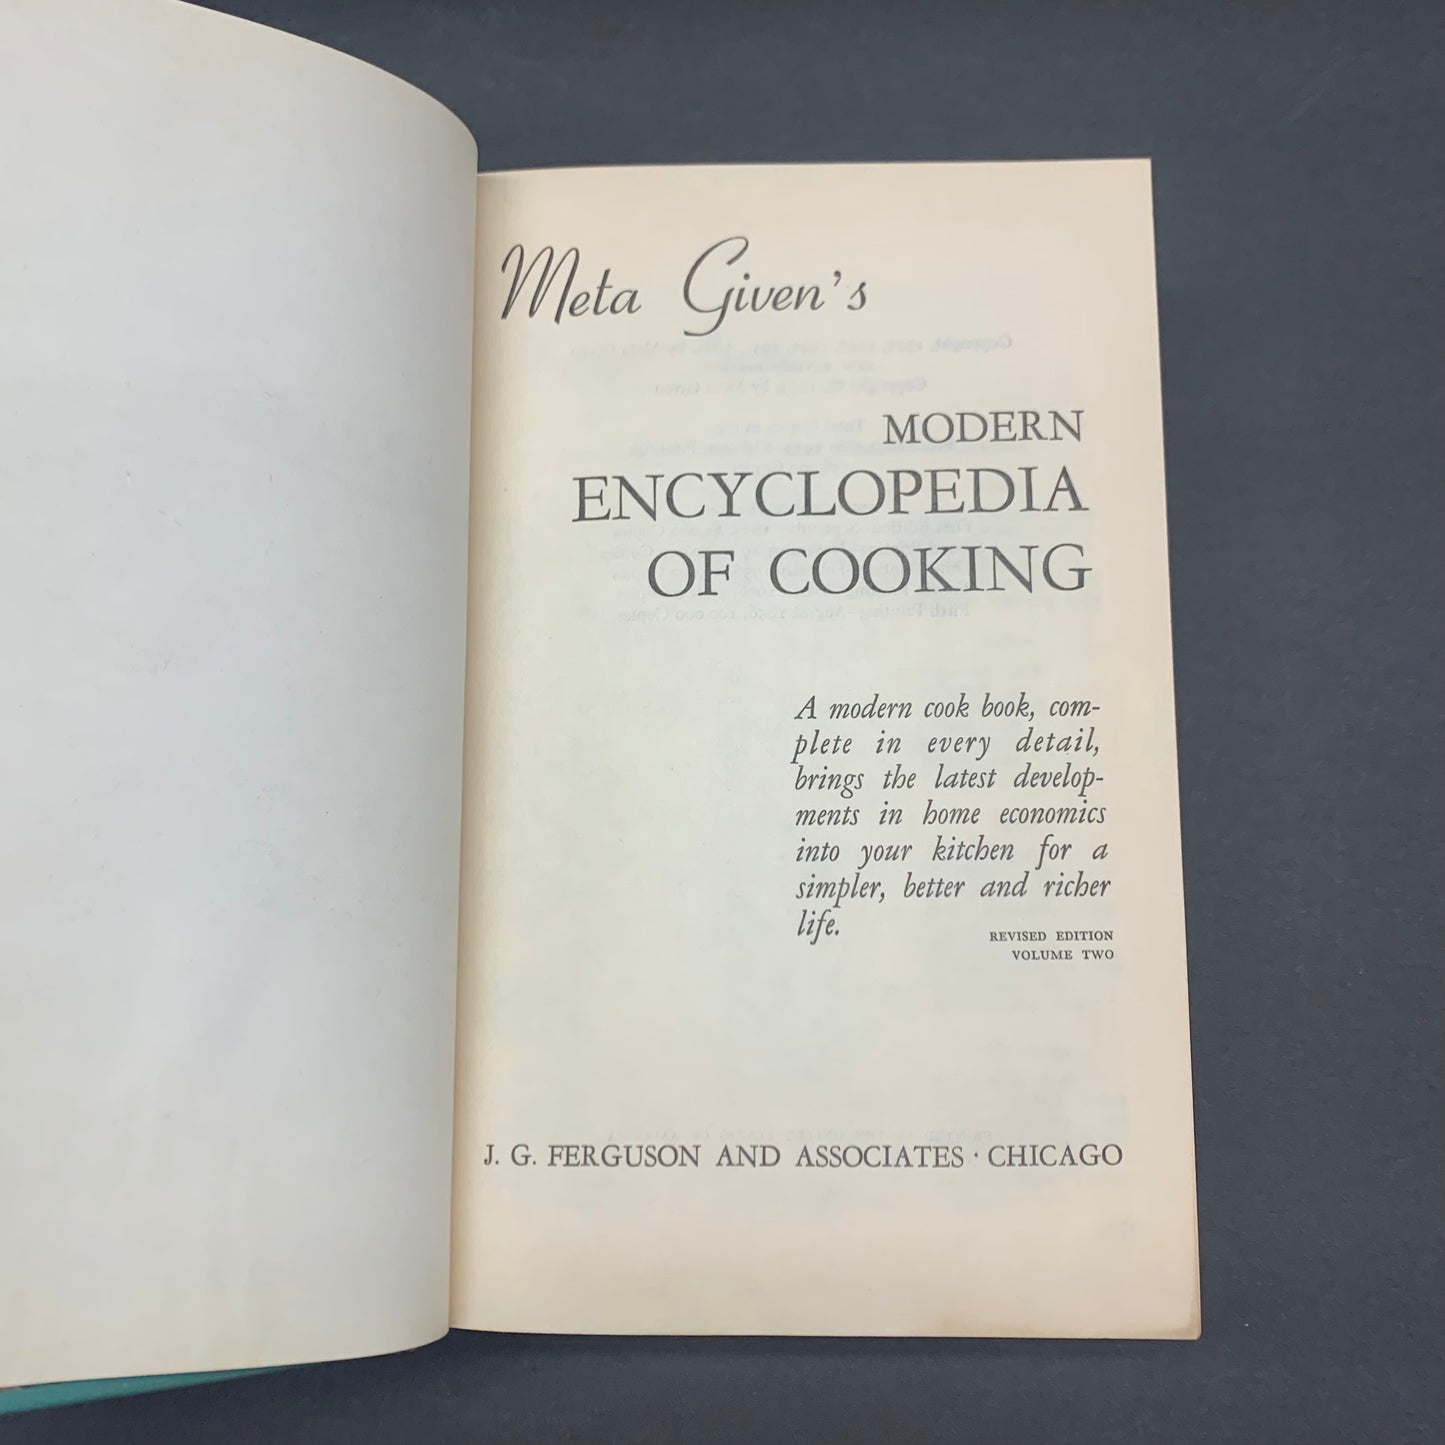 Meta Given's
MODERN
ENCYCLOPEDIA
OF COOKING
A modern cook book, com-
plete in every detail,
brings the latest develop-
ments in home economics
into your kitchen for a
simpler, better and richer
life.
REVISED EDITION
VOLUME TWO
J. G. FERGUSON AND ASSOCIATES · CHICAGO